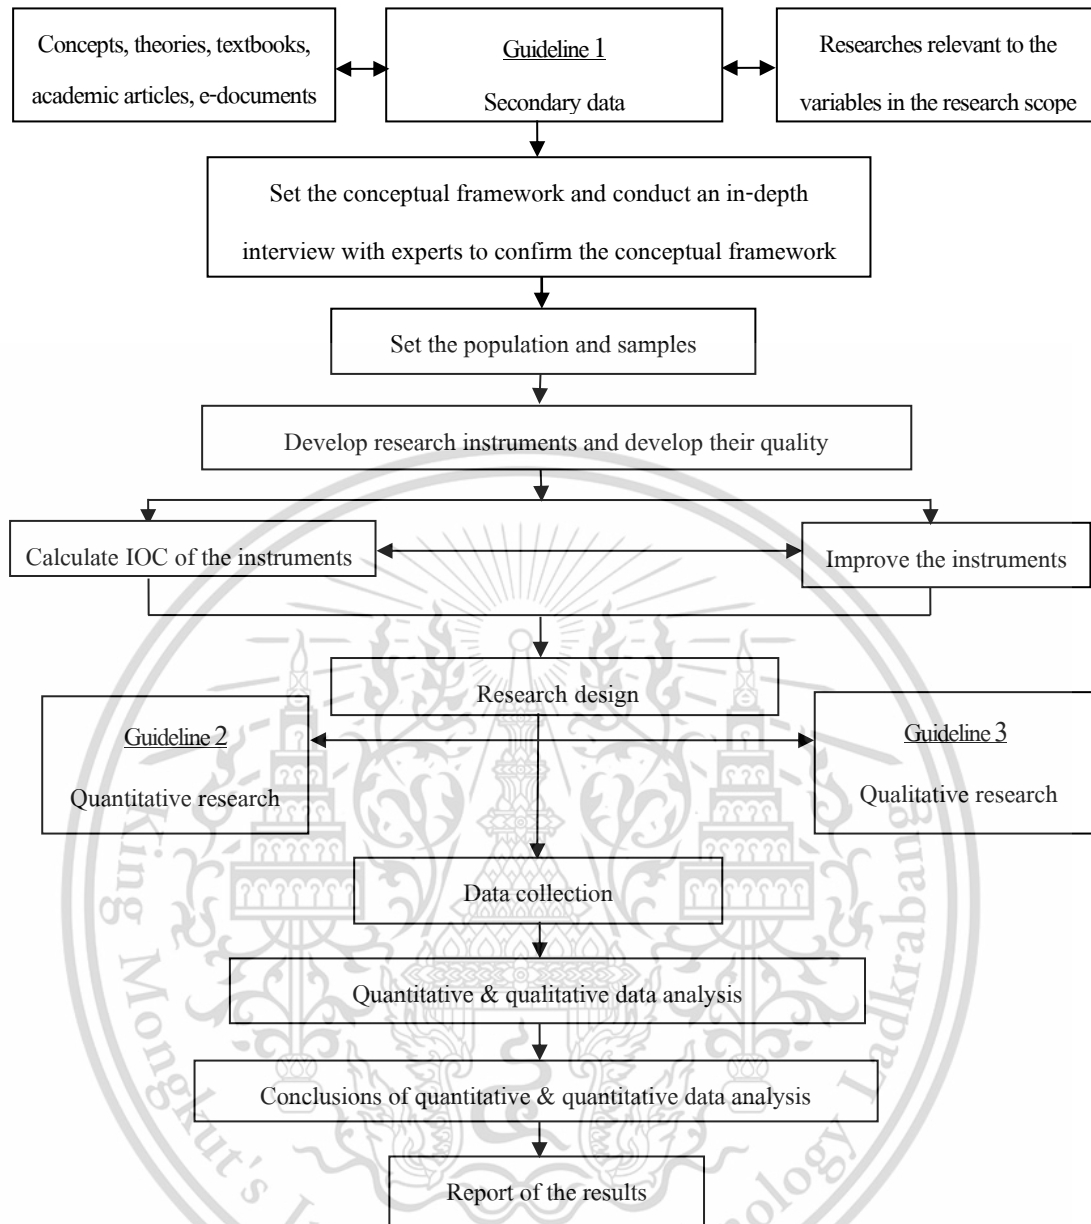 Concepts, theories, textbooks,
academic articles, e-documents
Guideline 1
Secondary data
Researches relevant to the
variables in the research scope
Set the conceptual framework and conduct an in-depth
interview with experts to confirm the conceptual framework
Set the population and samples
Develop research instruments and develop their quality
Calculate IOC of the instruments
Improve the instruments
Research design
Guideline 2
Quantitative research
Guideline 3
Qualitative research
Data collection
Quantitative & qualitative data analysis
Conclusions of quantitative & quantitative data analysis
Report of the results
King Mongkut's I nology Ladkrabang